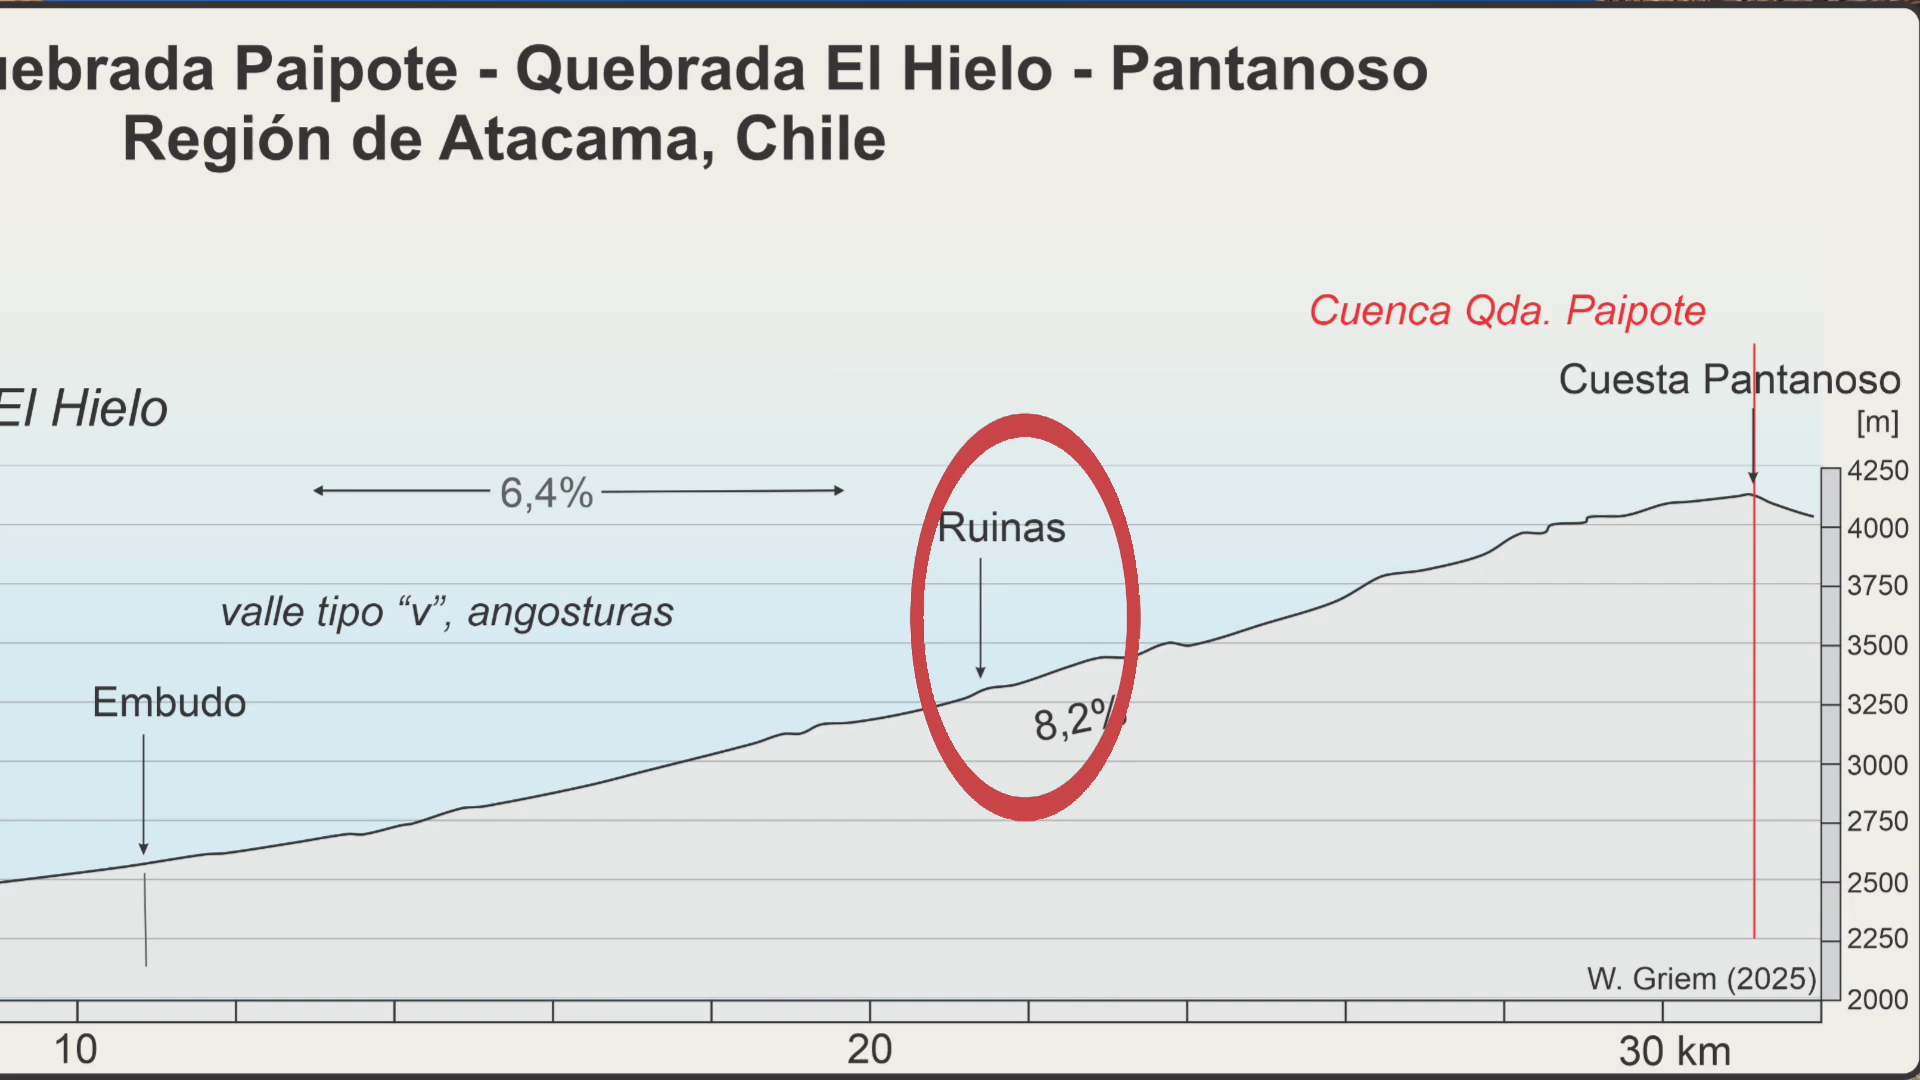 Quebrada Paipote - Quebrada El Hielo - Pantanoso
Región de Atacama, Chile
Cuenca Qda. Paipote
Cuesta Pantanoso
[m]
El Hielo
6,4%
Ruinas
valle tipo “v”, angosturas
Embudo
8,2%
4250
4000
3750
3500
3250
3000
2750
2500
2250
2000
W. Griem (2025)
10
20
30 km